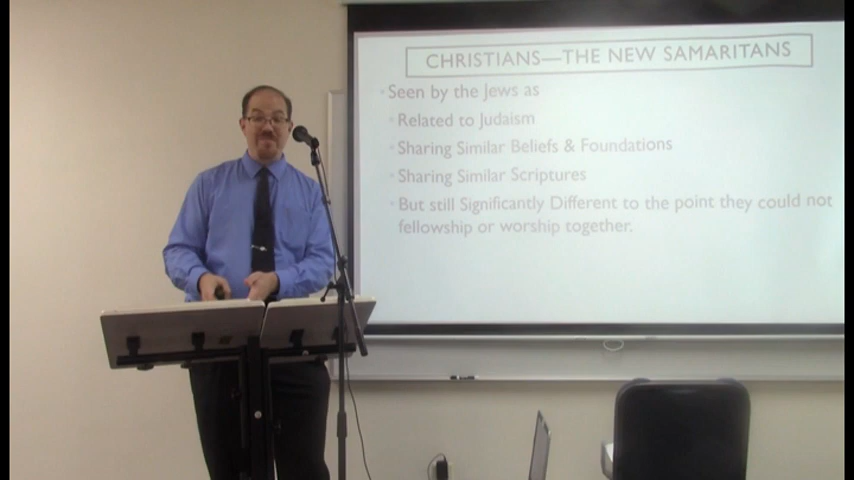 CHRISTIANS—THE NEW SAMARITANS
• Seen by the Jews as
• Related to Judaism
• Sharing Similar Beliefs & Foundations
• Sharing Similar Scriptures
• But still Significantly Different to the point they could not
fellowship or worship together.